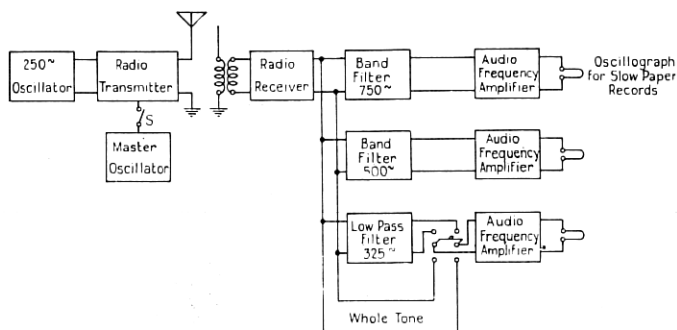 250~
Oscillator
Radio
Transmitter
S
Master
Oscillator
Radio
Receiver
Band
Filter
750~
Audio
Frequency
Amplifier
Oscillograph
for Slow Paper
Records
Band
Filter
500~
Audio
Frequency
Amplifier
Low Pass
Filter
325~
Audio
Frequency
Amplifier
Whole Tone